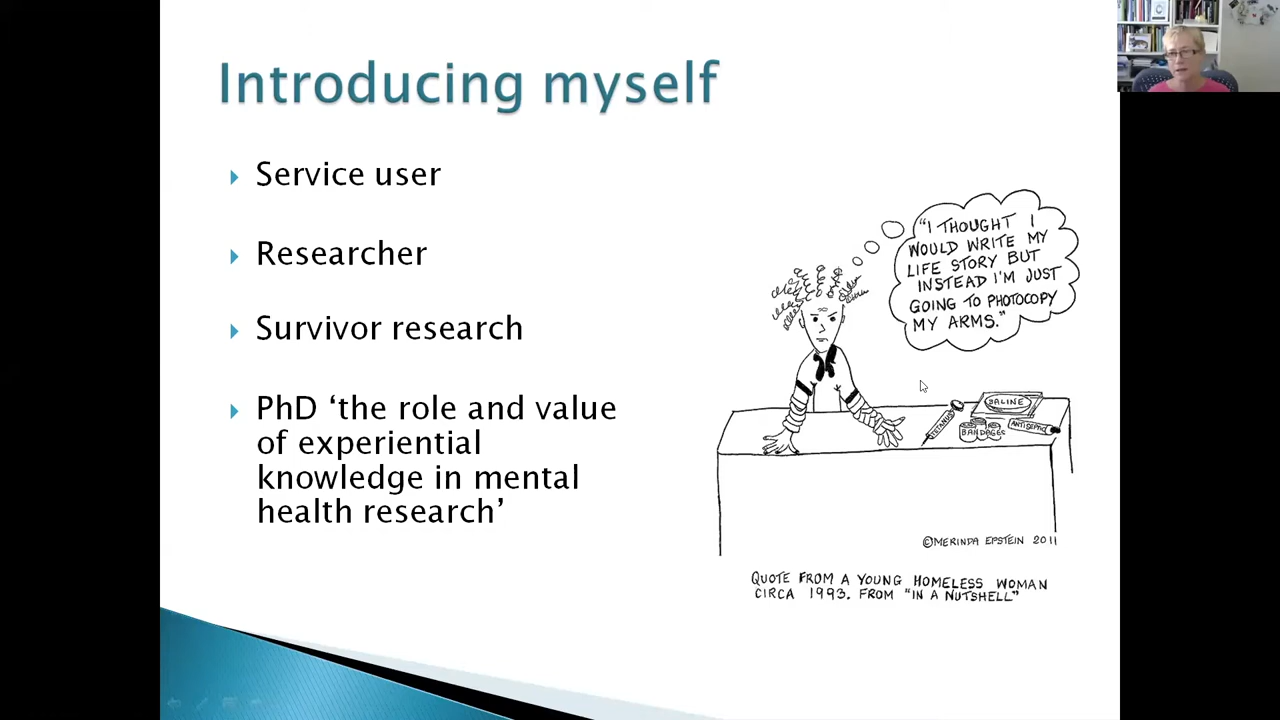 Introducing myself
Service user
Researcher
Survivor research
PhD ‘the role and value
of experiential
knowledge in mental
health research’
“I THOUGHT I
WOULD WRITE MY
LIFE STORY BUT
INSTEAD I'M JUST
GOING TO PHOTOCOPY
MY ARMS.”
TETANUS
SALINE
BANDAGES
ANTISEPTIC
©MERINDA EPSTEIN 2011
QUOTE FROM A YOUNG HOMELESS WOMAN
CIRCA 1993. FROM “IN A NUTSHELL”